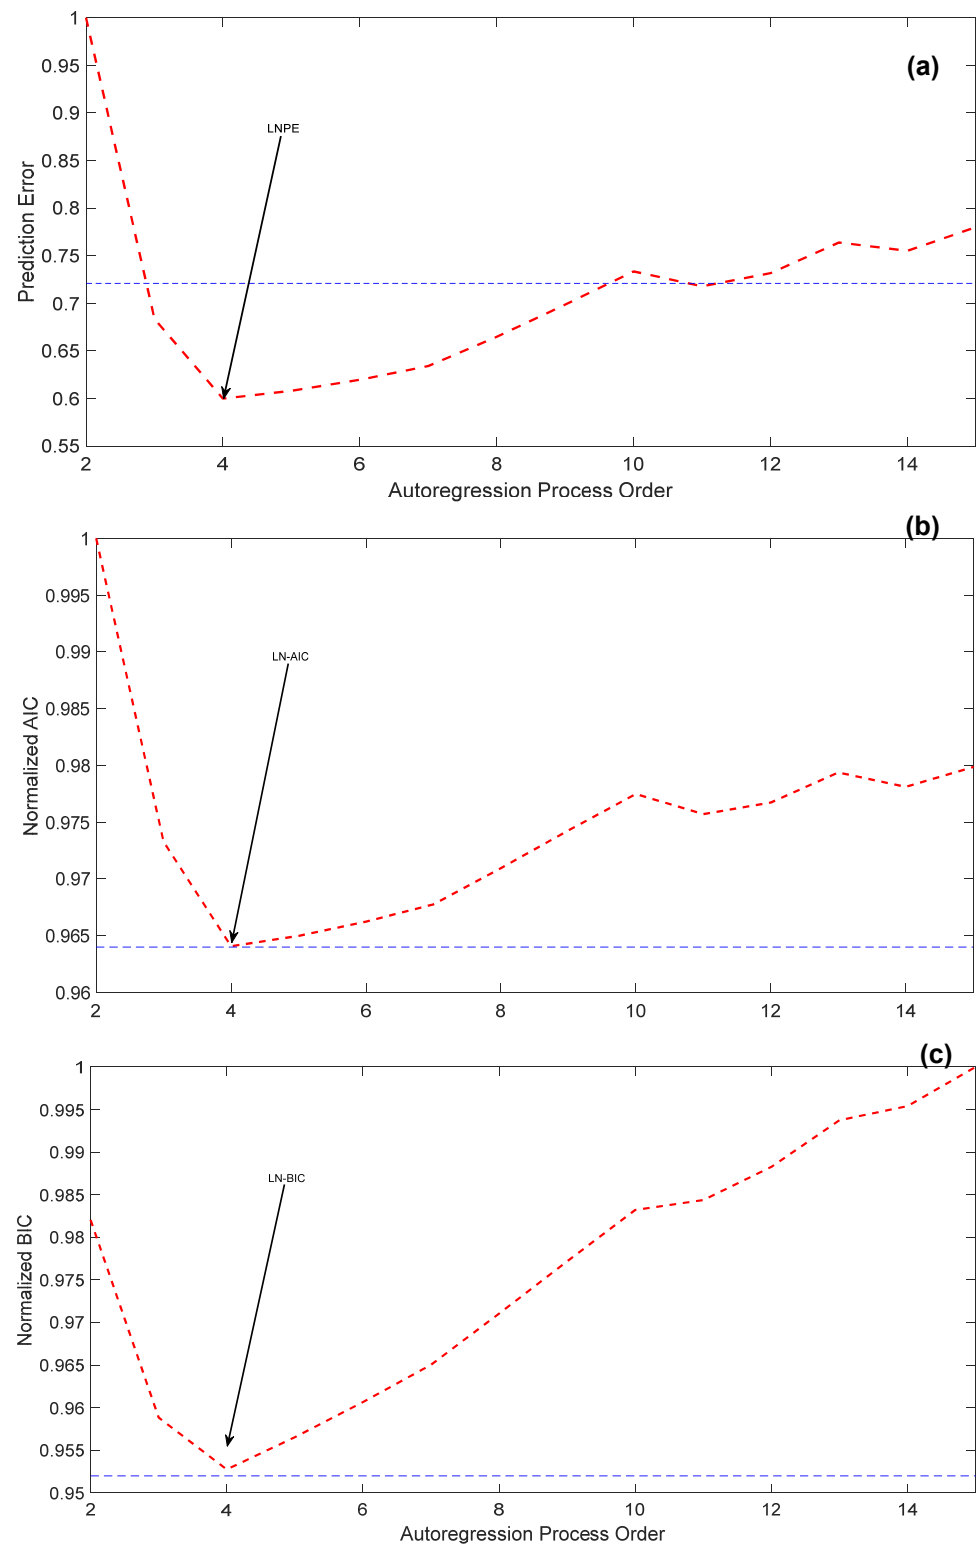 (a)
1
0.95
0.9
0.85
0.8
0.75
0.7
0.65
0.6
0.55
Prediction Error
LNPE
2 4 6 8 10 12 14
Autoregression Process Order
(b)
1
0.995
0.99
0.985
0.98
0.975
0.97
0.965
0.96
Normalized AIC
LN-AIC
2 4 6 8 10 12 14
(c)
1
0.995
0.99
0.985
0.98
0.975
0.97
0.965
0.96
0.955
0.95
Normalized BIC
LN-BIC
2 4 6 8 10 12 14
Autoregression Process Order